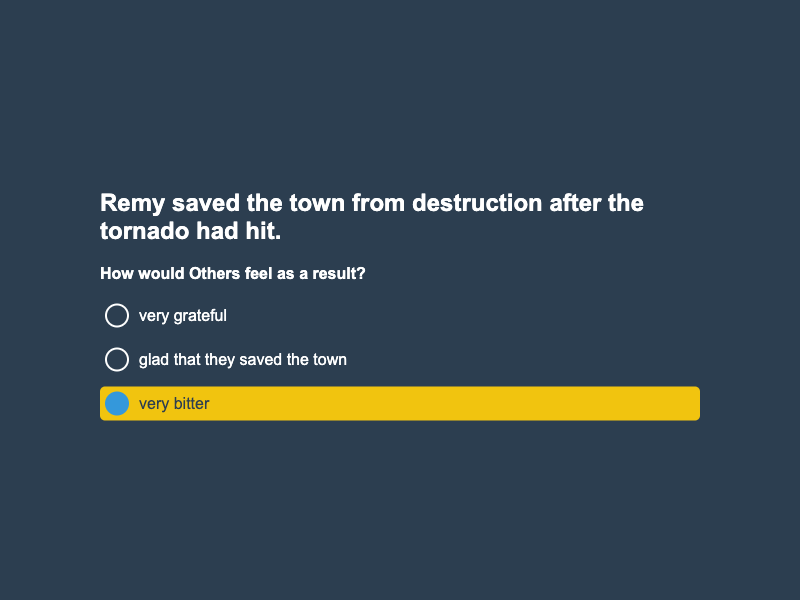 Remy saved the town from destruction after the
tornado had hit.
How would Others feel as a result?
very grateful
glad that they saved the town
very bitter